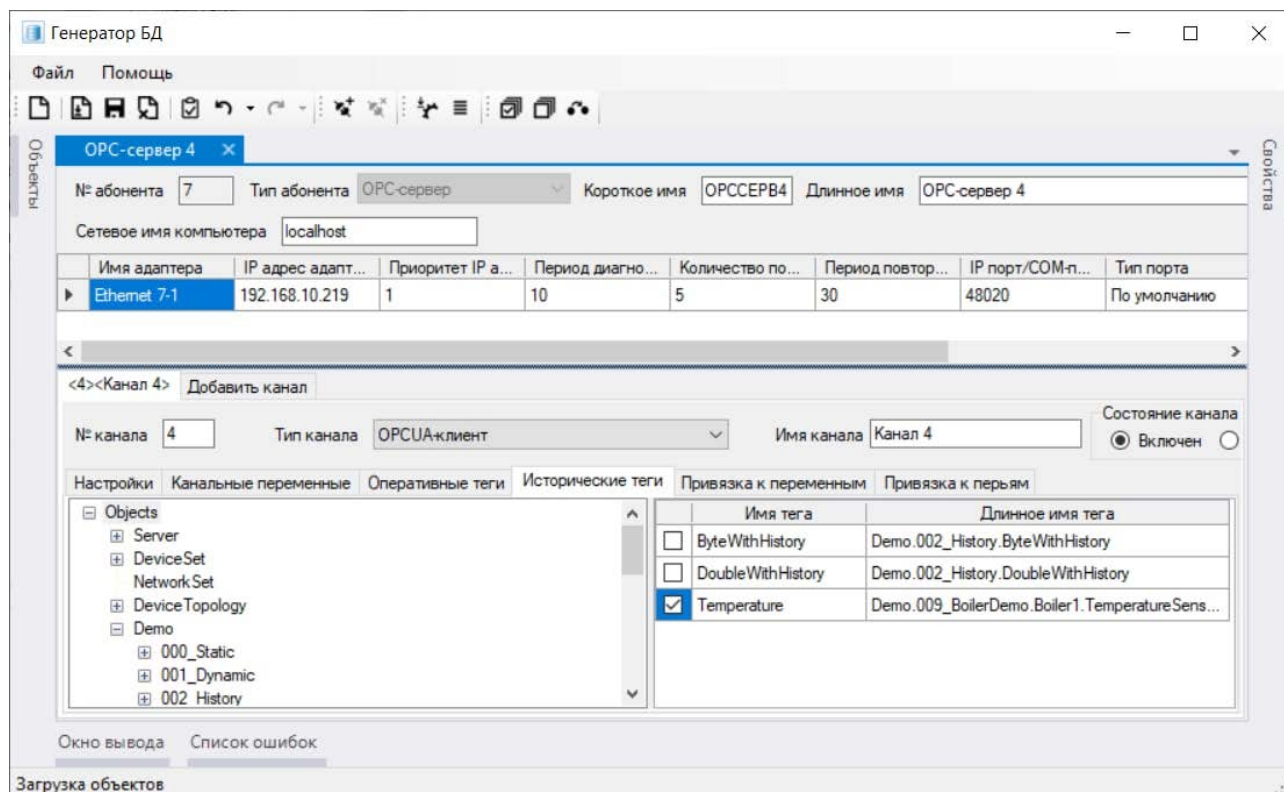 Генератор БД
Файл Помощь
Объекты
ОРС-сервер 4
Свойства
№ абонента 7 Тип абонента ОРС-сервер Короткое имя ОРССЕРВ4 Длинное имя ОРС-сервер 4
Сетевое имя компьютера localhost
Имя адаптера IP адрес адапт... Приоритет IP а... Период диагно... Количество по... Период повтор... IP порт/COM-п... Тип порта
Ethernet 7-1 192.168.10.219 1 10 5 30 48020 По умолчанию
<4><Канал 4> Добавить канал
Состояние канала
№ канала 4 Тип канала OPCUA-клиент Имя канала Канал 4 Включен
Настройки Канальные переменные Оперативные теги Исторические теги Привязка к переменным Привязка к перьям
Objects
Server
DeviceSet
NetworkSet
DeviceTopology
Demo
000_Static
001_Dynamic
002_History
Имя тега Длинное имя тега
ByteWithHistory Demo.002_History.ByteWithHistory
DoubleWithHistory Demo.002_History.DoubleWithHistory
Temperature Demo.009_BoilerDemo.Boiler1.TemperatureSens...
Окно вывода Список ошибок
Загрузка объектов